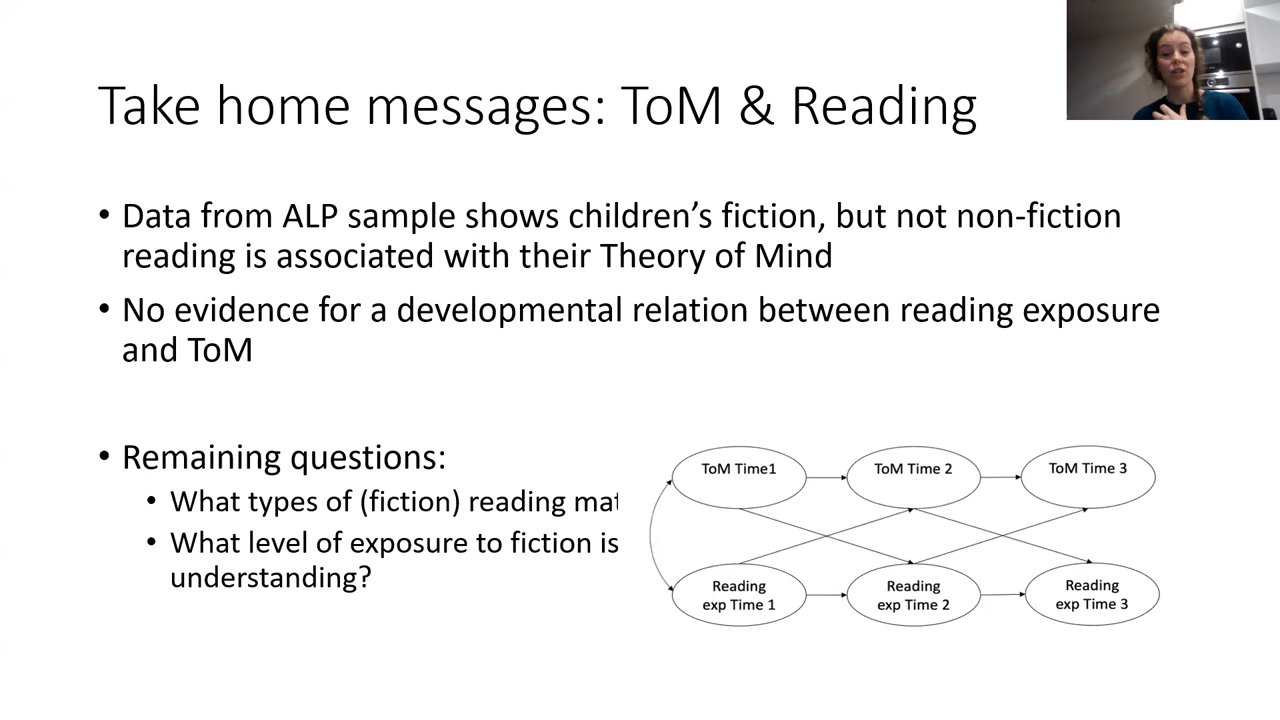 Take home messages: ToM & Reading
• Data from ALP sample shows children’s fiction, but not non-fiction
reading is associated with their Theory of Mind
• No evidence for a developmental relation between reading exposure
and ToM
• Remaining questions:
• What types of (fiction) reading
• What level of exposure to fiction is
understanding?
ToM Time1
ToM Time 2
ToM Time 3
Reading
exp Time 1
Reading
exp Time 2
Reading
exp Time 3